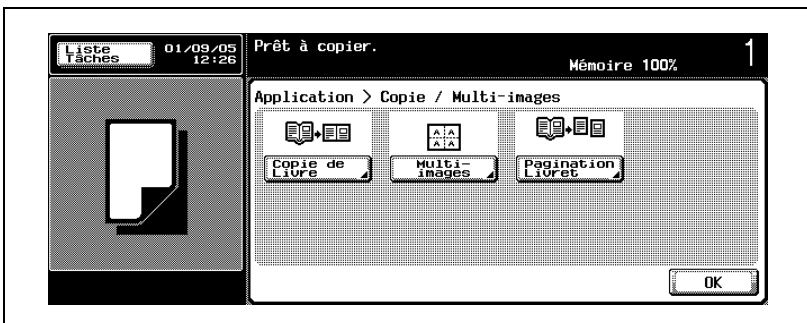 Liste
Tâches
01/09/05
12:26
Prêt à copier.
Mémoire 100%
1
Application > Copie / Multi-images
A A
A A
Copie de
Livre
Multi-
images
Pagination
Livret
OK